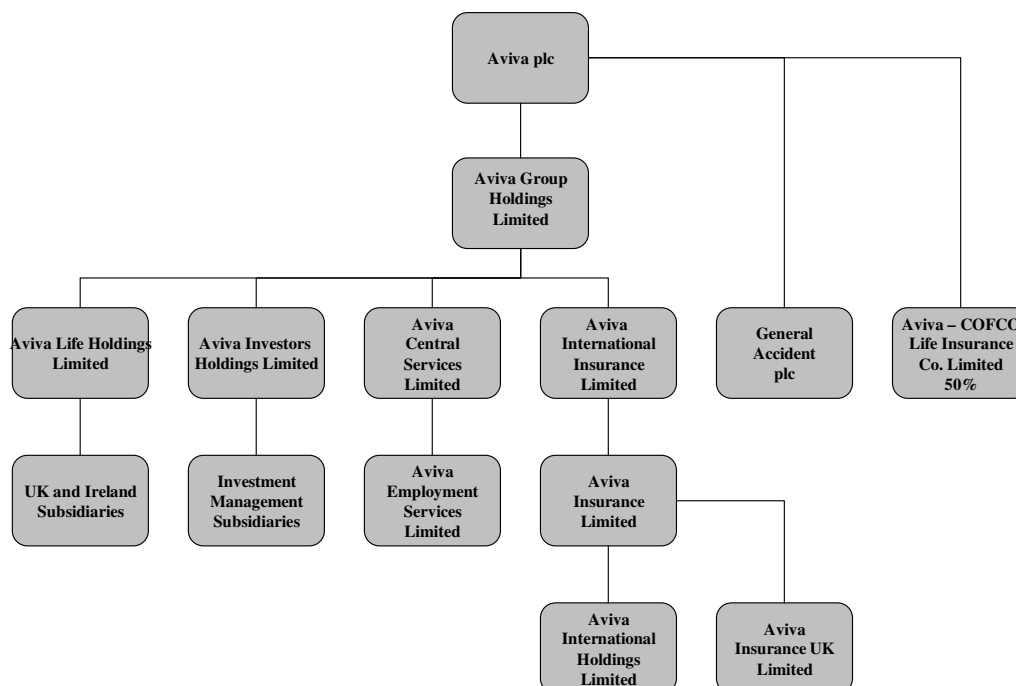 Aviva plc
Aviva Group
Holdings
Limited
Aviva Life Holdings
Limited
Aviva Investors
Holdings Limited
Aviva
Central
Services
Limited
Aviva
International
Insurance
Limited
General
Accident
plc
Aviva – COFCO
Life Insurance
Co. Limited
50%
UK and Ireland
Subsidiaries
Investment
Management
Subsidiaries
Aviva
Employment
Services
Limited
Aviva
Insurance
Limited
Aviva
International
Holdings
Limited
Aviva
Insurance UK
Limited